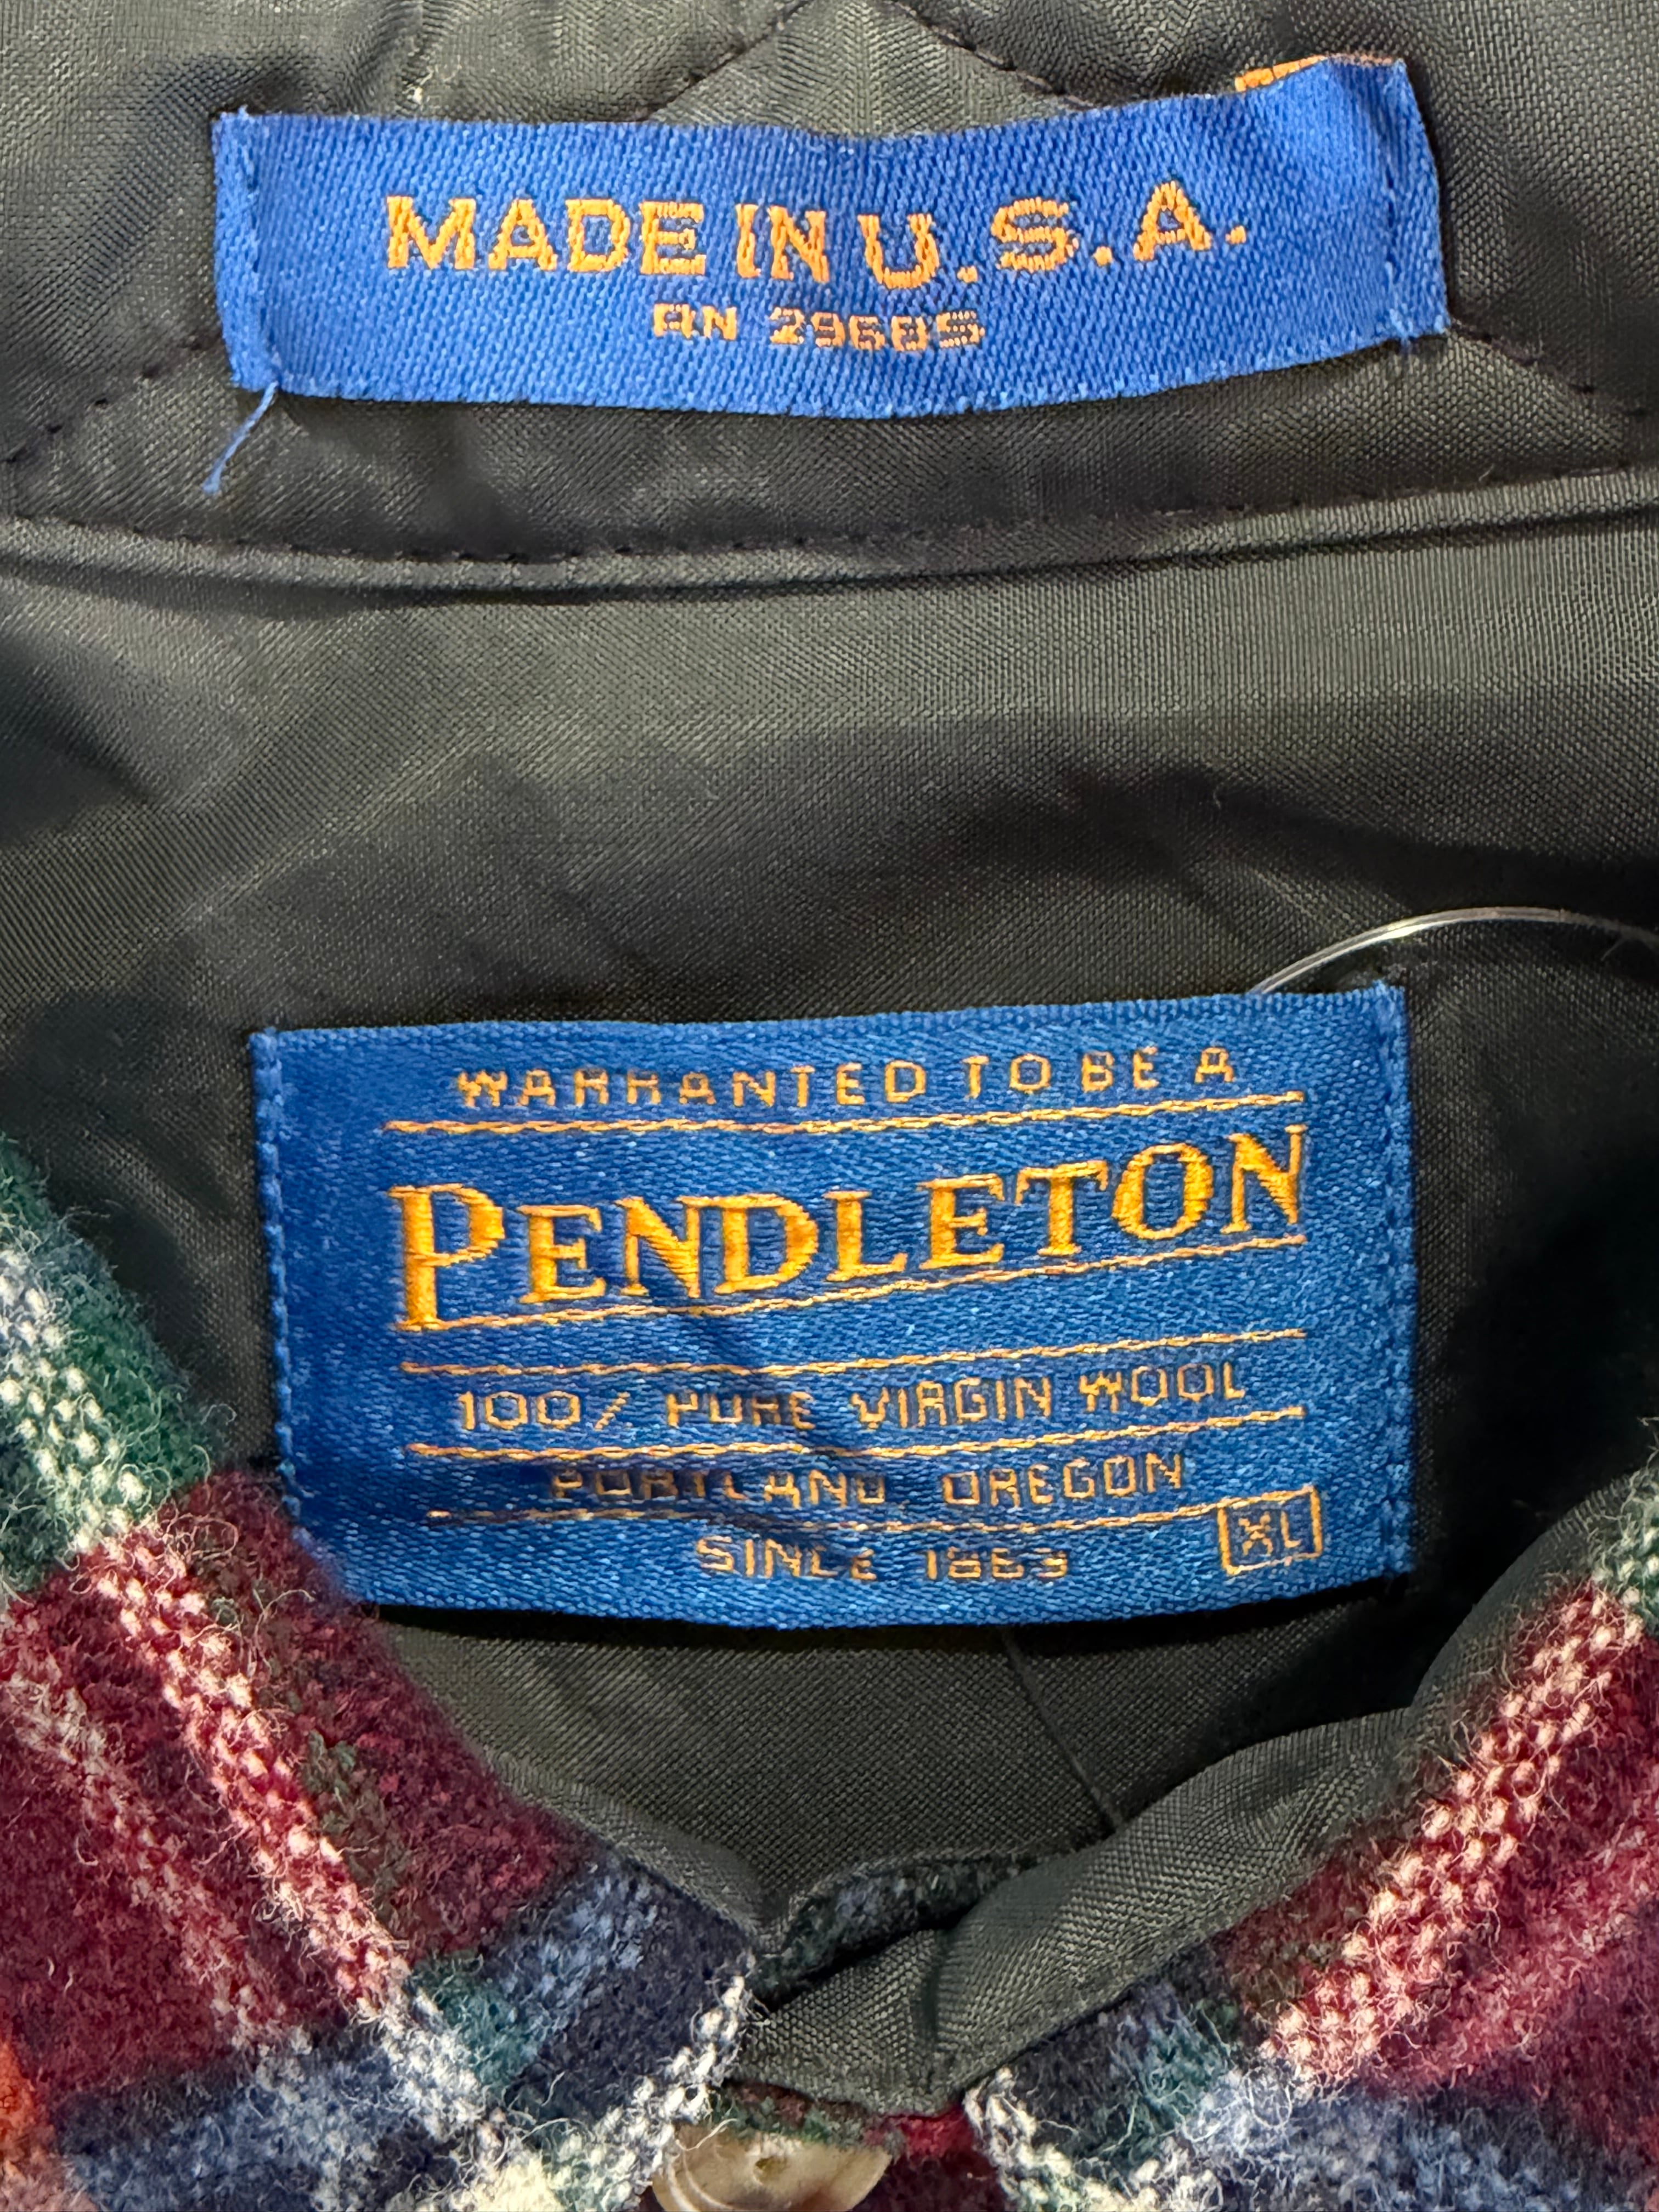 MADE IN U.S.A.
RN 29685
WARRANTED TO BE A
PENDLETON
100% PURE VIRGIN WOOL
PORTLAND, OREGON
SINCE 1863
XL